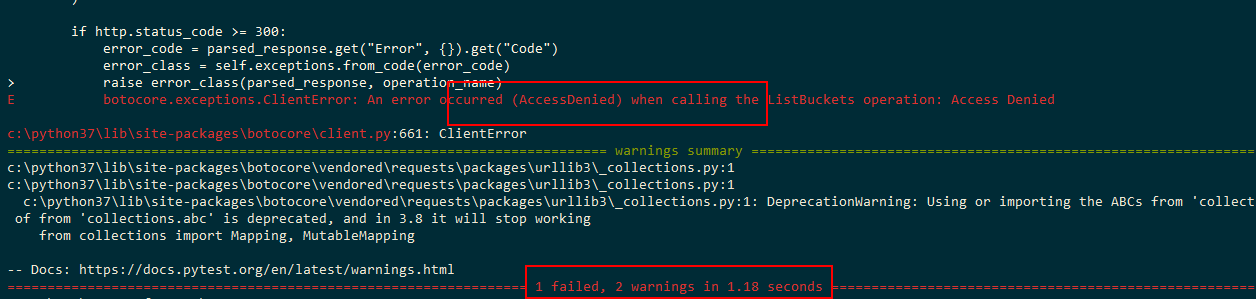 )
if http.status_code >= 300:
error_code = parsed_response.get("Error", {}).get("Code")
error_class = self.exceptions.from_code(error_code)
> raise error_class(parsed_response, operation_name)
E botocore.exceptions.ClientError: An error occurred (AccessDenied) when calling the ListBuckets operation: Access Denied
c:\python37\lib\site-packages\botocore\client.py:661: ClientError
=== warnings summary ===
c:\python37\lib\site-packages\botocore\vendored\requests\packages\urllib3\_collections.py:1
c:\python37\lib\site-packages\botocore\vendored\requests\packages\urllib3\_collections.py:1
c:\python37\lib\site-packages\botocore\vendored\requests\packages\urllib3\_collections.py:1: DeprecationWarning: Using or importing the ABCs from 'collect
of from 'collections.abc' is deprecated, and in 3.8 it will stop working
from collections import Mapping, MutableMapping
-- Docs: https://docs.pytest.org/en/latest/warnings.html
=== 1 failed, 2 warnings in 1.18 seconds ===